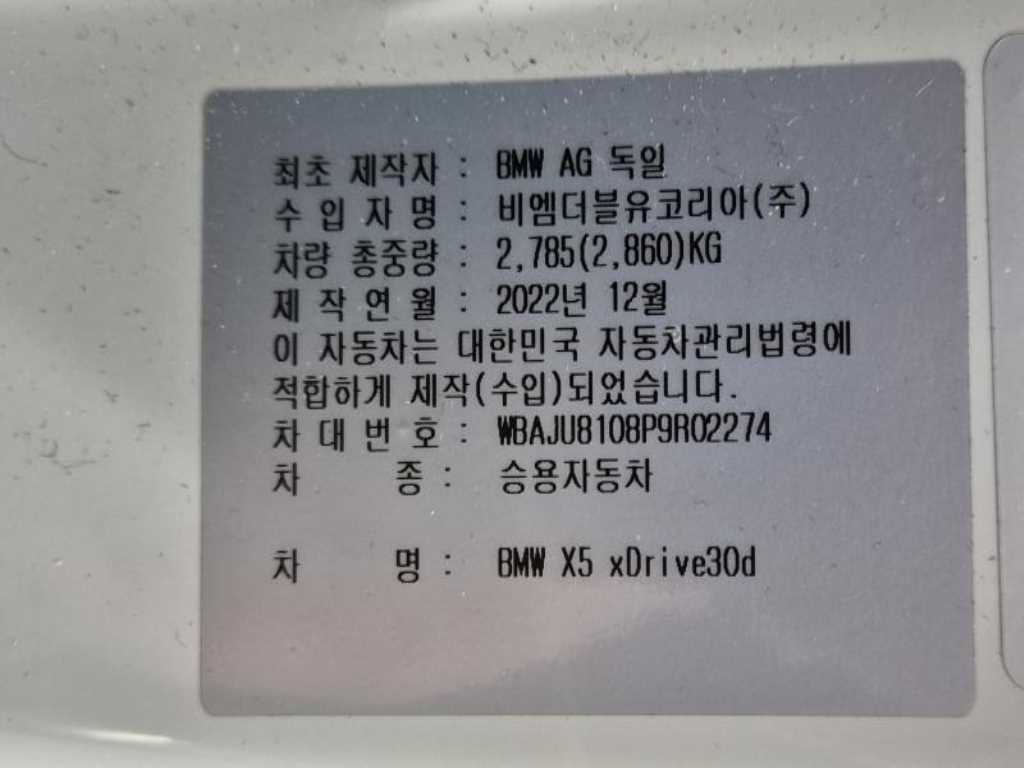 최초 제작자 : BMW AG 독일
수 입 자 명 : 비엠더블유코리아(주)
차량 총중량 : 2,785(2,860)KG
제 작 연 월 : 2022년 12월
이 자동차는 대한민국 자동차관리법령에
적합하게 제작(수입)되었습니다.
차 대 번 호 : WBAJU8108P9R02274
차 종 : 승용자동차
차 명 : BMW X5 xDrive30d